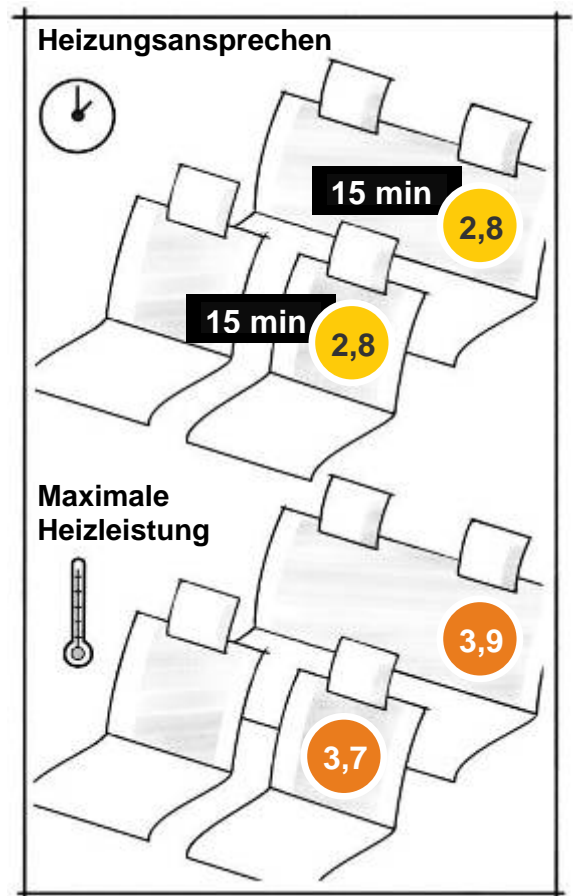 Heizungsansprechen
15 min
2,8
15 min
2,8
Maximale
Heizleistung
3,9
3,7